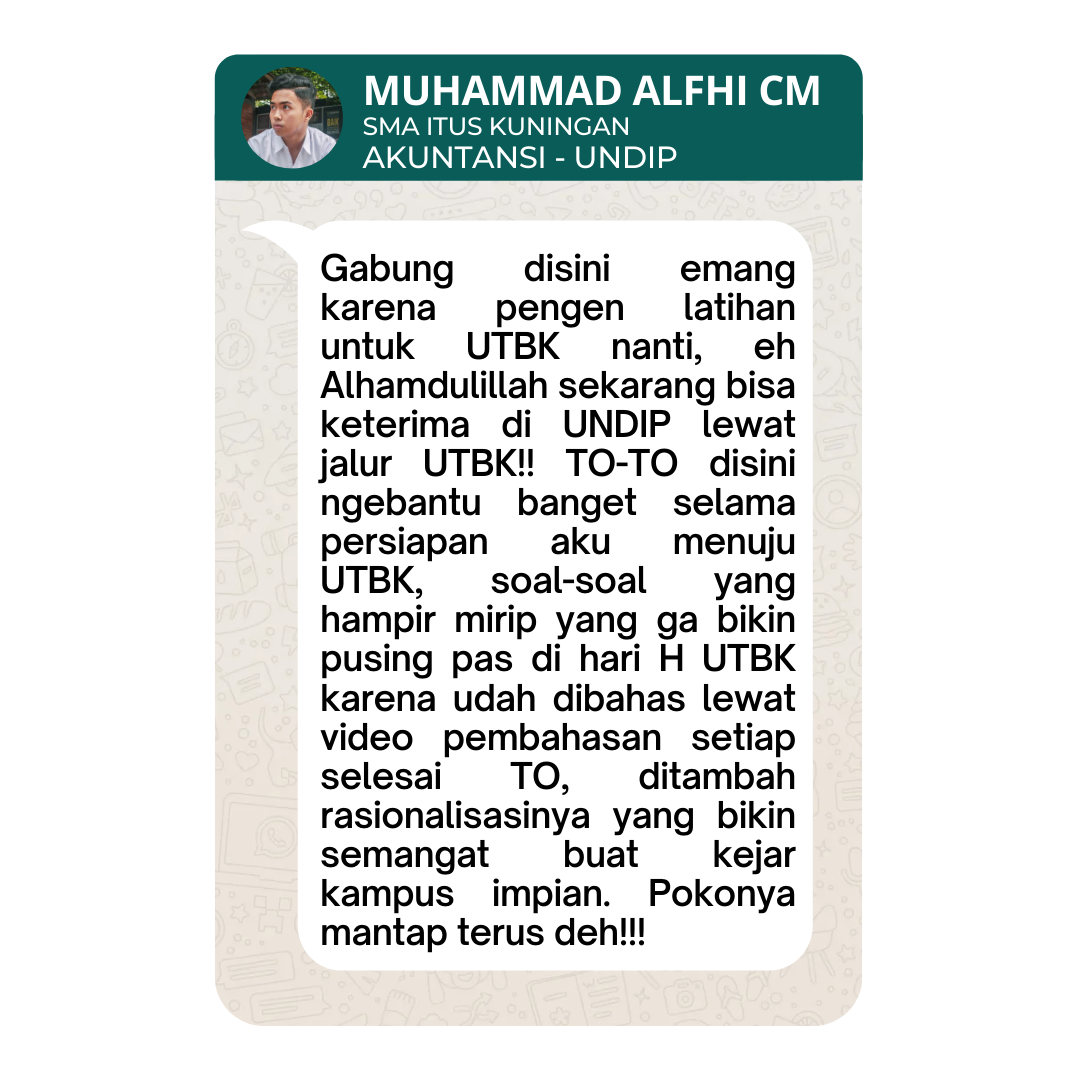 MUHAMMAD ALFHI CM
SMA ITUS KUNINGAN
AKUNTANSI - UNDIP
Gabung disini emang
karena pengen latihan
untuk UTBK nanti, eh
Alhamdulillah sekarang bisa
keterima di UNDIP lewat
jalur UTBK!! TO-TO disini
ngebantu banget selama
persiapan aku menuju
UTBK, soal-soal yang
hampir mirip yang ga bikin
pusing pas di hari H UTBK
karena udah dibahas lewat
video pembahasan setiap
selesai TO, ditambah
rasionalisasinya yang bikin
semangat buat kejar
kampus impian. Pokonya
mantap terus deh!!!